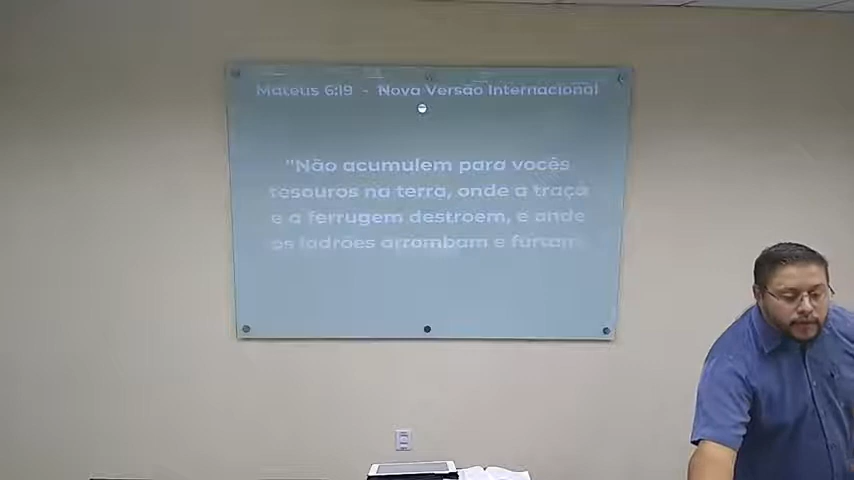 Mateus 6:19 - Nova Versão Internacional
"Não acumulem para vocês
tesouros na terra, onde a traça
e a ferrugem destroem, e onde
os ladrões arrombam e furtam.